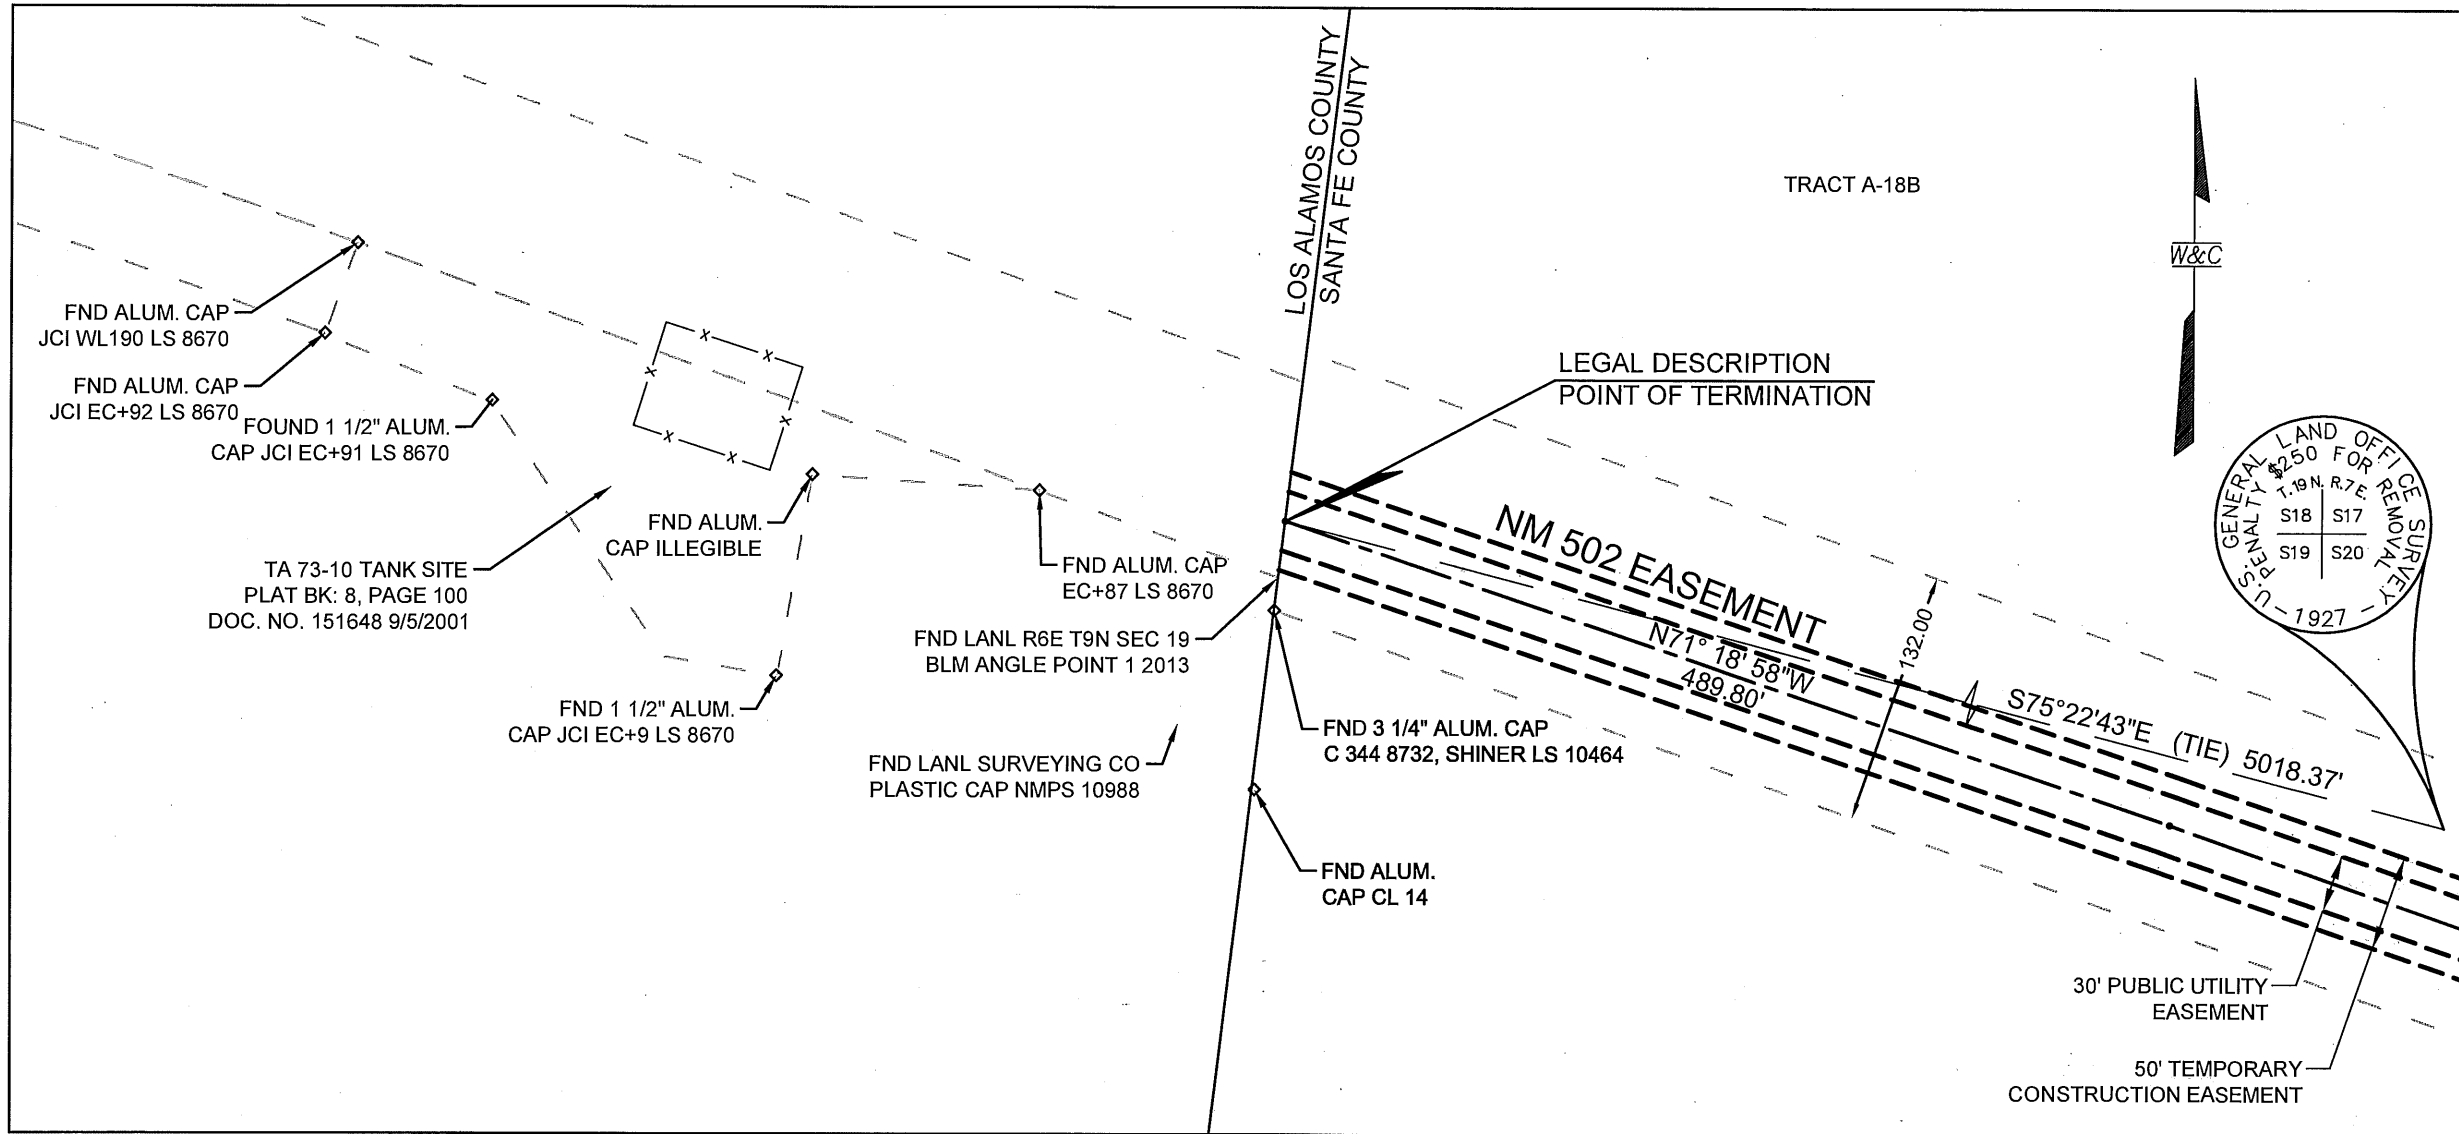 LOS ALAMOS COUNTY
SANTA FE COUNTY
TRACT A-18B
W&C
FND ALUM. CAP
JCI WL190 LS 8670
FND ALUM. CAP
JCI EC+92 LS 8670
FOUND 1 1/2" ALUM.
CAP JCI EC+91 LS 8670
LEGAL DESCRIPTION
POINT OF TERMINATION
U.S. GENERAL LAND OFFICE SURVEY
PENALTY $250 FOR REMOVAL
T.19 N. R.7 E.
S18 S17
S19 S20
1927
FND ALUM.
CAP ILLEGIBLE
TA 73-10 TANK SITE
PLAT BK: 8, PAGE 100
DOC. NO. 151648 9/5/2001
FND ALUM. CAP
EC+87 LS 8670
FND LANL R6E T9N SEC 19
BLM ANGLE POINT 1 2013
NM 502 EASEMENT
N71° 18' 58"W
489.80'
132.00
S75°22'43"E (TIE) 5018.37'
FND 1 1/2" ALUM.
CAP JCI EC+9 LS 8670
FND LANL SURVEYING CO
PLASTIC CAP NMPS 10988
FND 3 1/4" ALUM. CAP
C 344 8732, SHINER LS 10464
FND ALUM.
CAP CL 14
30' PUBLIC UTILITY
EASEMENT
50' TEMPORARY
CONSTRUCTION EASEMENT
X X X X X X X X